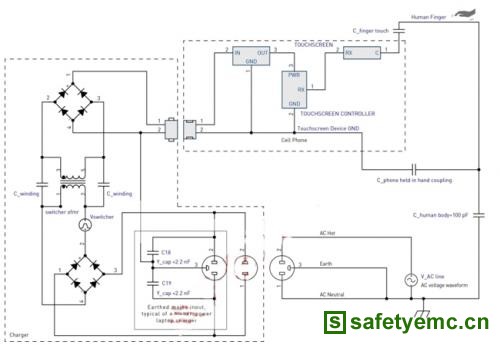 Human Finger
C_finger touch
TOUCHSCREEN
IN
OUT
GND
RX
C
PWR
RX
GND
TOUCHSCREEN CONTROLLER
Touchscreen Device GND
Cell Phone
C_phone held in hand coupling
C_human body=100 pF
C_winding
C_winding
switcher xfmr
Vswitcher
C18
Y_cap <2.2 nF
C19
Y_cap <2.2 nF
Earthed mains input,
typical of a
laptop charger
Charger
AC Hot
Earth
AC Neutral
V_AC line
AC voltage waveform
S safetyemc.cn